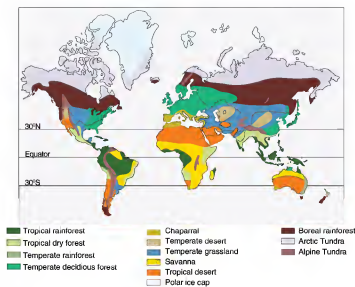 30°N
Equator
30°S
Tropical rainforest
Tropical dry forest
Temperate rainforest
Temperate decidious forest
Chaparral
Temperate desert
Temperate grassland
Savanna
Tropical desert
Polar ice cap
Boreal rainforest
Arctic Tundra
Alpine Tundra